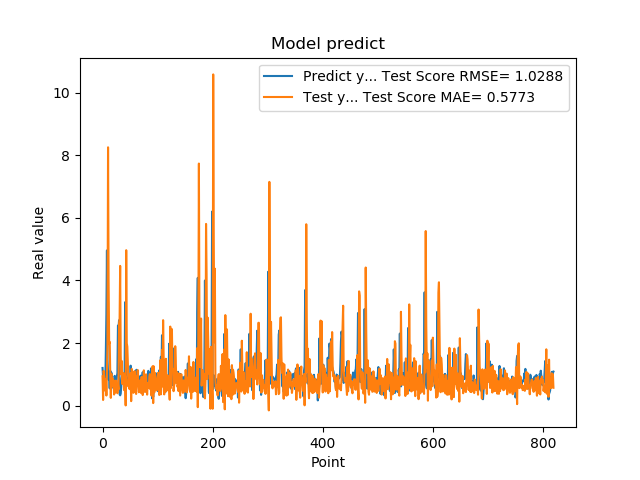 Model predict
Predict y... Test Score RMSE= 1.0288
Test y... Test Score MAE= 0.5773
10
8
6
4
2
0
Real value
0 200 400 600 800
Point